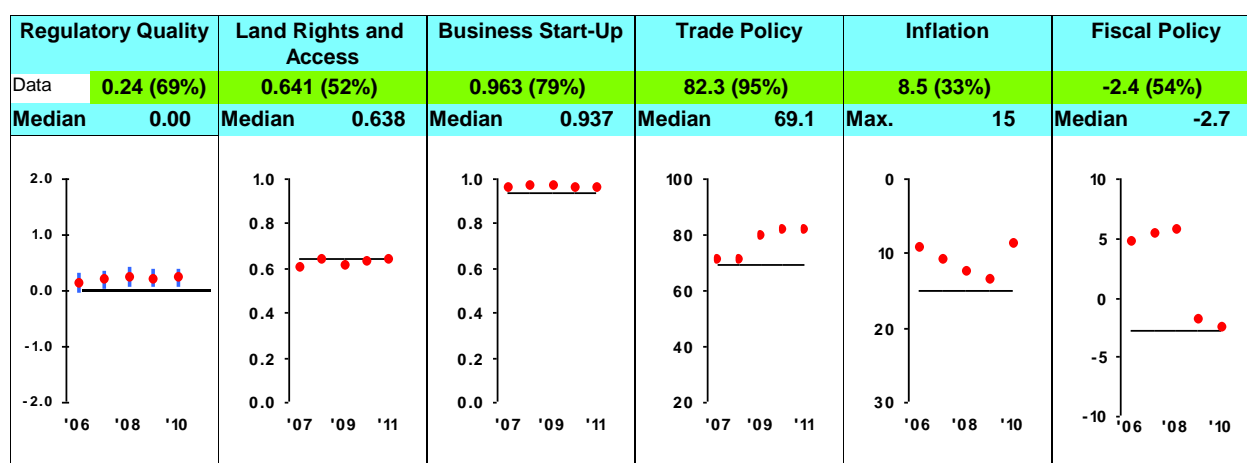 Regulatory Quality
Data 0.24 (69%)
Median 0.00
2.0
1.0
0.0
-1.0
-2.0
'06 '08 '10
Land Rights and
Access
0.641 (52%)
Median 0.638
1.0
0.8
0.6
0.4
0.2
0.0
'07 '09 '11
Business Start-Up
0.963 (79%)
Median 0.937
1.0
0.8
0.6
0.4
0.2
0.0
'07 '09 '11
Trade Policy
82.3 (95%)
Median 69.1
100
80
60
40
20
'07 '09 '11
Inflation
8.5 (33%)
Max. 15
0
10
20
30
'06 '08 '10
Fiscal Policy
-2.4 (54%)
Median -2.7
10
5
0
-5
-10
'06 '08 '10